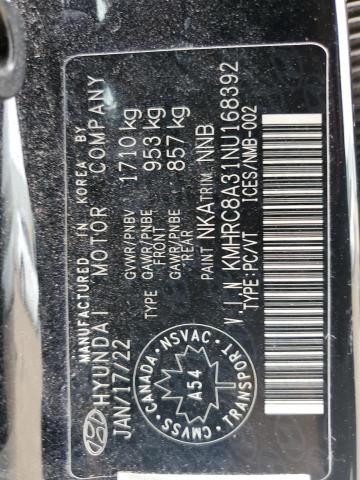 MANUFACTURED IN KOREA 392
HYUNDAI MOTOR COMPANY
JAN/17/22
GVWR/PNBV 1710 kg
TYPE GAWR/PNBE FRONT 953 kg
GAWR/PNBE REAR 857 kg
PAINT NKA TRIM NNB
V I N KMHRC8A31NU168392
TYPE:PC/VT ICES/NMB-002
CANADA NSVAC
A54
CMVSS TRANSPORT